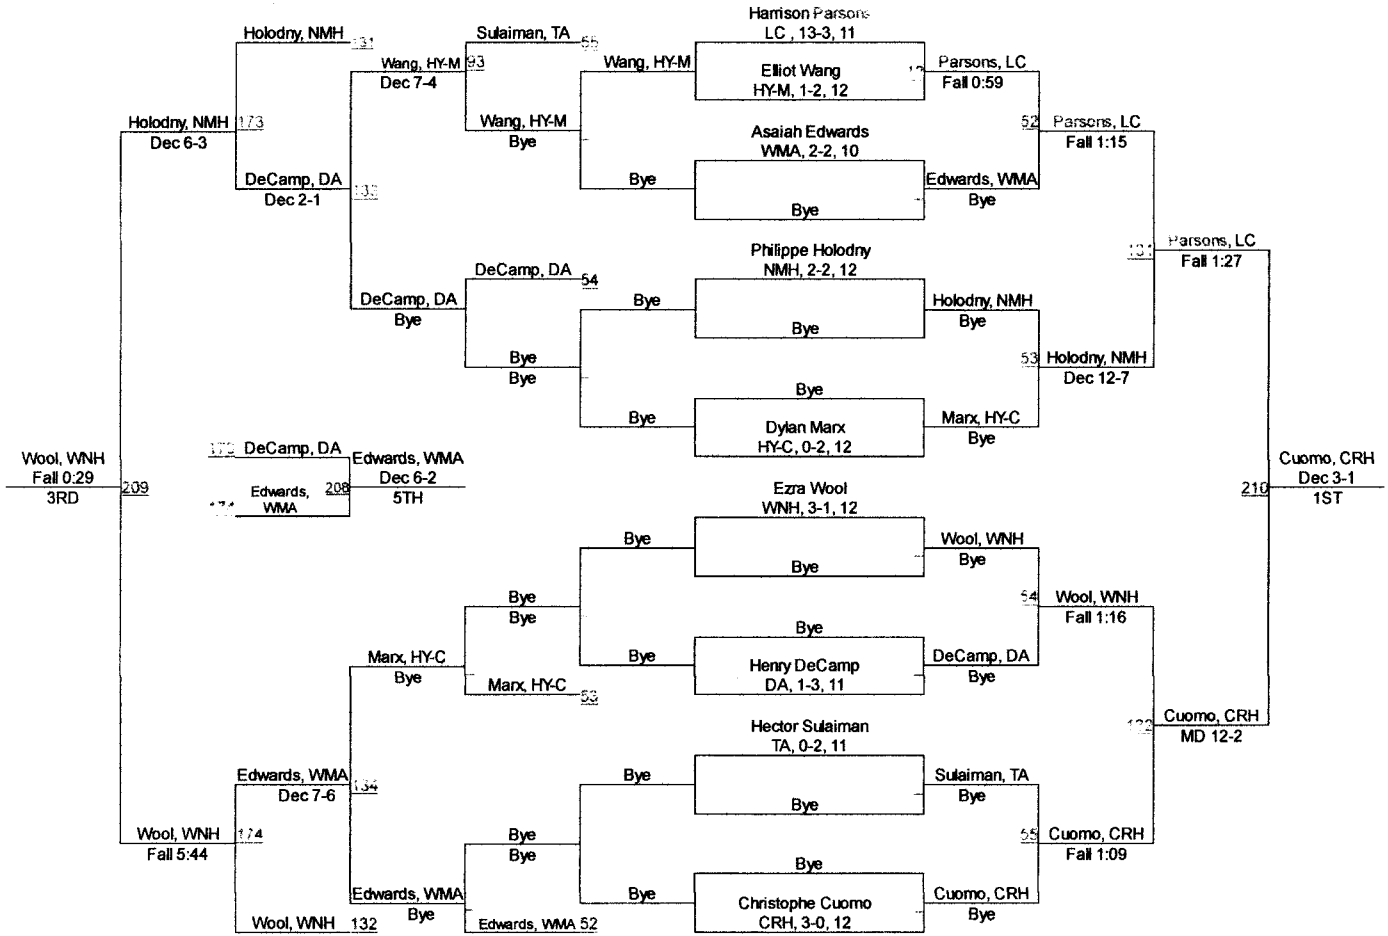 Harrison Parsons
LC , 13-3, 11
Holodny, NMH
Sulaiman, TA
55
Wang, HY-M
93
Dec 7-4
Wang, HY-M
Elliot Wang
HY-M, 1-2, 12
Parsons, LC
Fall 0:59
Holodny, NMH
173
Dec 6-3
Wang, HY-M
Bye
Asaiah Edwards
WMA, 2-2, 10
52
Parsons, LC
Fall 1:15
DeCamp, DA
Dec 2-1
Bye
Bye
Edwards, WMA
Bye
Philippe Holodny
NMH, 2-2, 12
Parsons, LC
Fall 1:27
DeCamp, DA
54
DeCamp, DA
Bye
Bye
Bye
Holodny, NMH
Bye
Bye
Bye
53
Holodny, NMH
Dec 12-7
Bye
Bye
Dylan Marx
HY-C, 0-2, 12
Marx, HY-C
Bye
Wool, WNH
Fall 0:29
3RD
209
DeCamp, DA
Edwards,
WMA
208
Edwards, WMA
Dec 6-2
5TH
Ezra Wool
WNH, 3-1, 12
210
Cuomo, CRH
Dec 3-1
1ST
Bye
Bye
Wool, WNH
Bye
Bye
Bye
54
Wool, WNH
Fall 1:16
Bye
Bye
Henry DeCamp
DA, 1-3, 11
DeCamp, DA
Bye
Marx, HY-C
Bye
Marx, HY-C
53
Hector Sulaiman
TA, 0-2, 11
Cuomo, CRH
MD 12-2
Edwards, WMA
134
Dec 7-6
Bye
Bye
Sulaiman, TA
Bye
Wool, WNH
174
Fall 5:44
Bye
Bye
55
Cuomo, CRH
Fall 1:09
Bye
Bye
Christophe Cuomo
CRH, 3-0, 12
Cuomo, CRH
Bye
Edwards, WMA
Bye
Wool, WNH
132
Edwards, WMA
52